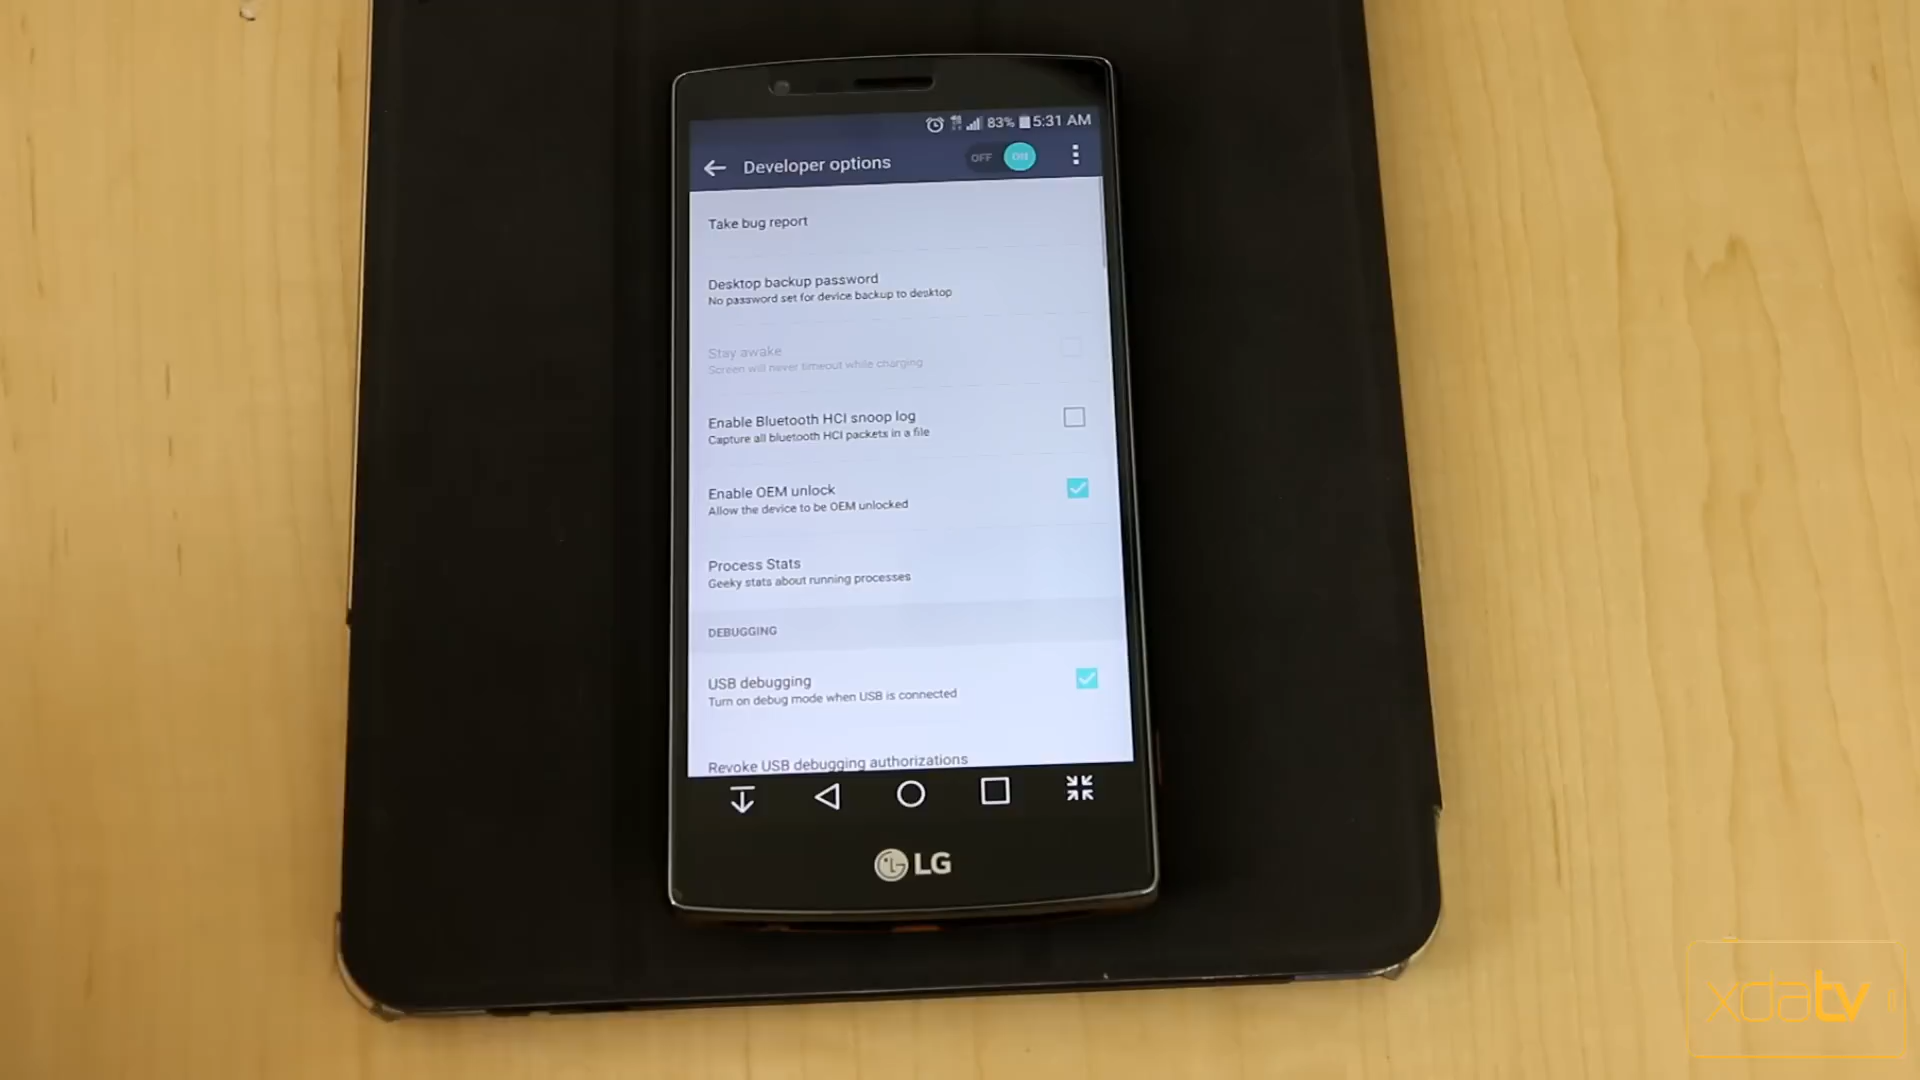 83% 5:31 AM
Developer options
OFF ON
Take bug report
Desktop backup password
No password set for device backup to desktop
Stay awake
Screen will never timeout while charging
Enable Bluetooth HCI snoop log
Capture all bluetooth HCI packets in a file
Enable OEM unlock
Allow the device to be OEM unlocked
Process Stats
Geeky stats about running processes
DEBUGGING
USB debugging
Turn on debug mode when USB is connected
Revoke USB debugging authorizations
LG
xdatv